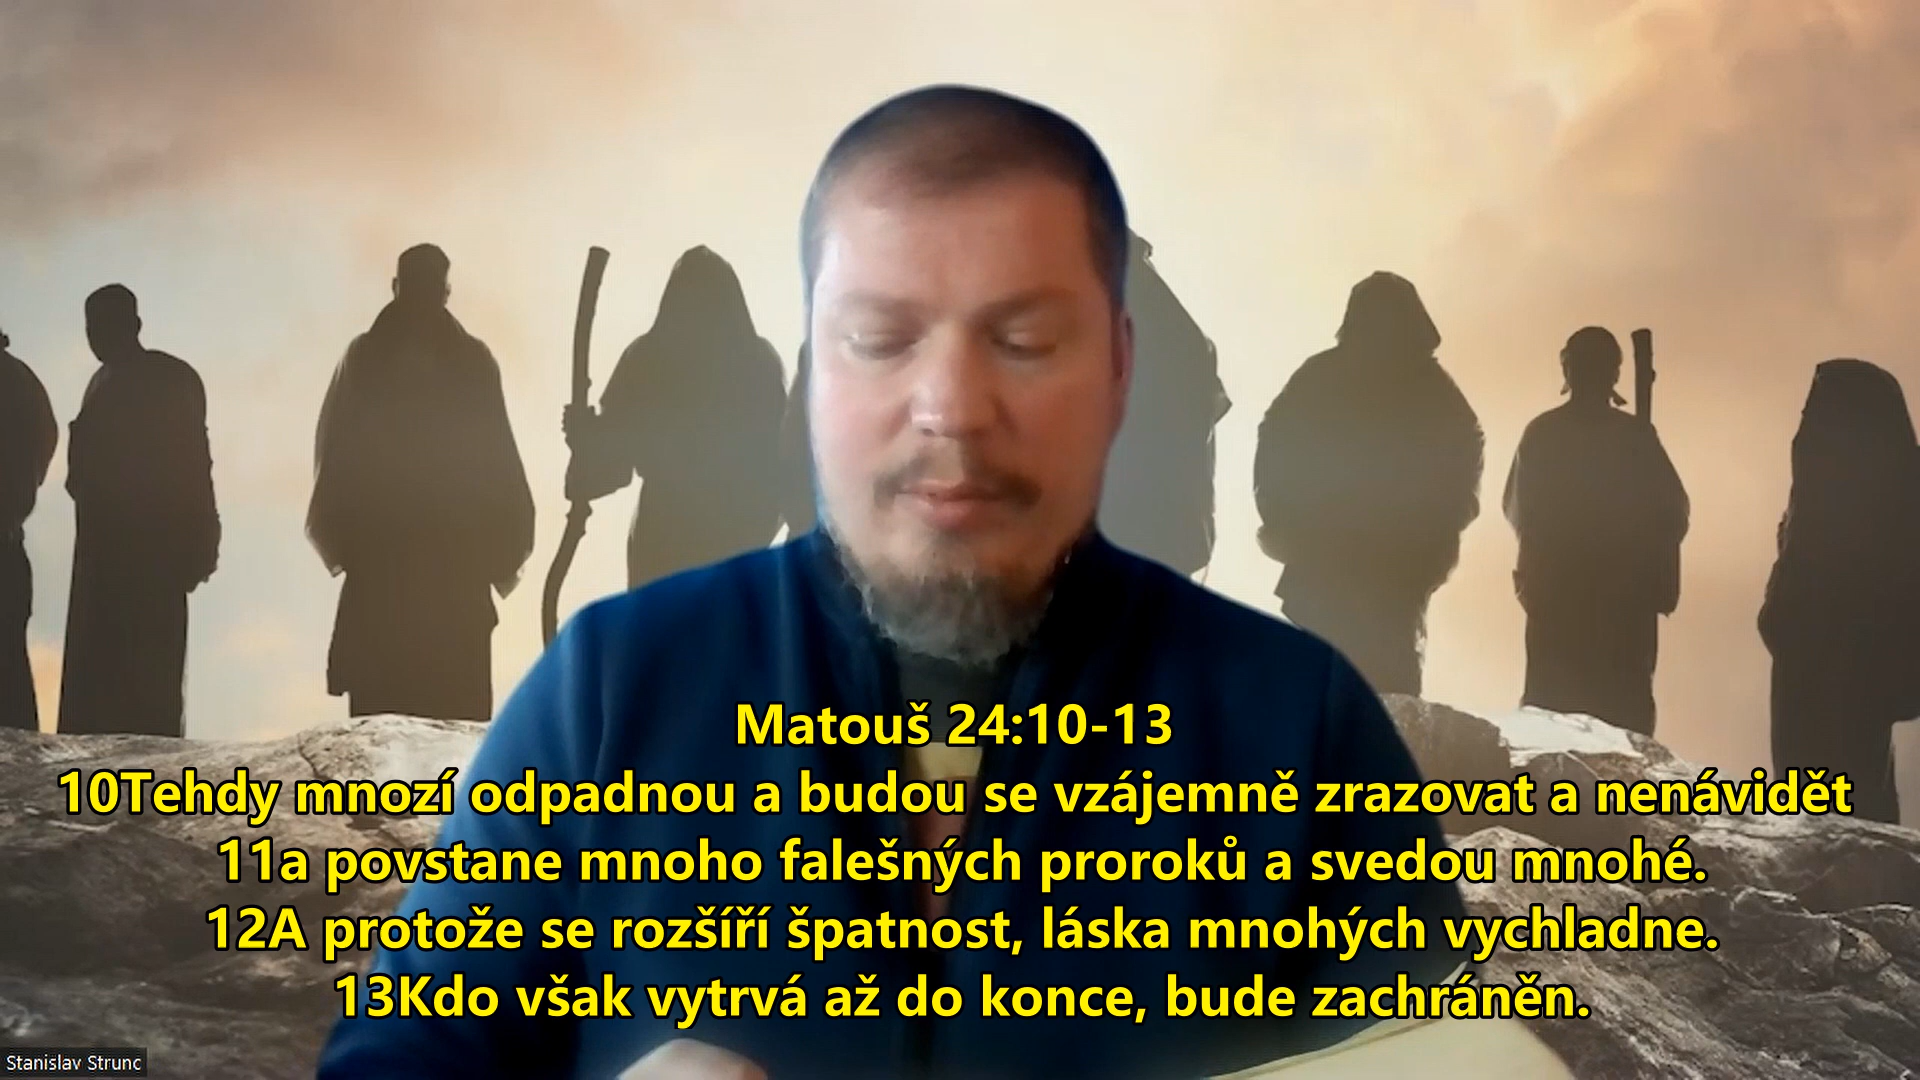 Matouš 24:10-13
10Tehdy mnozí odpadnou a budou se vzájemně zrazovat a nenávidět
11a povstane mnoho falešných proroků a svedou mnohé.
12A protože se rozšíří špatnost, láska mnohých vychladne.
13Kdo však vytrvá až do konce, bude zachráněn.
Stanislav Strunc